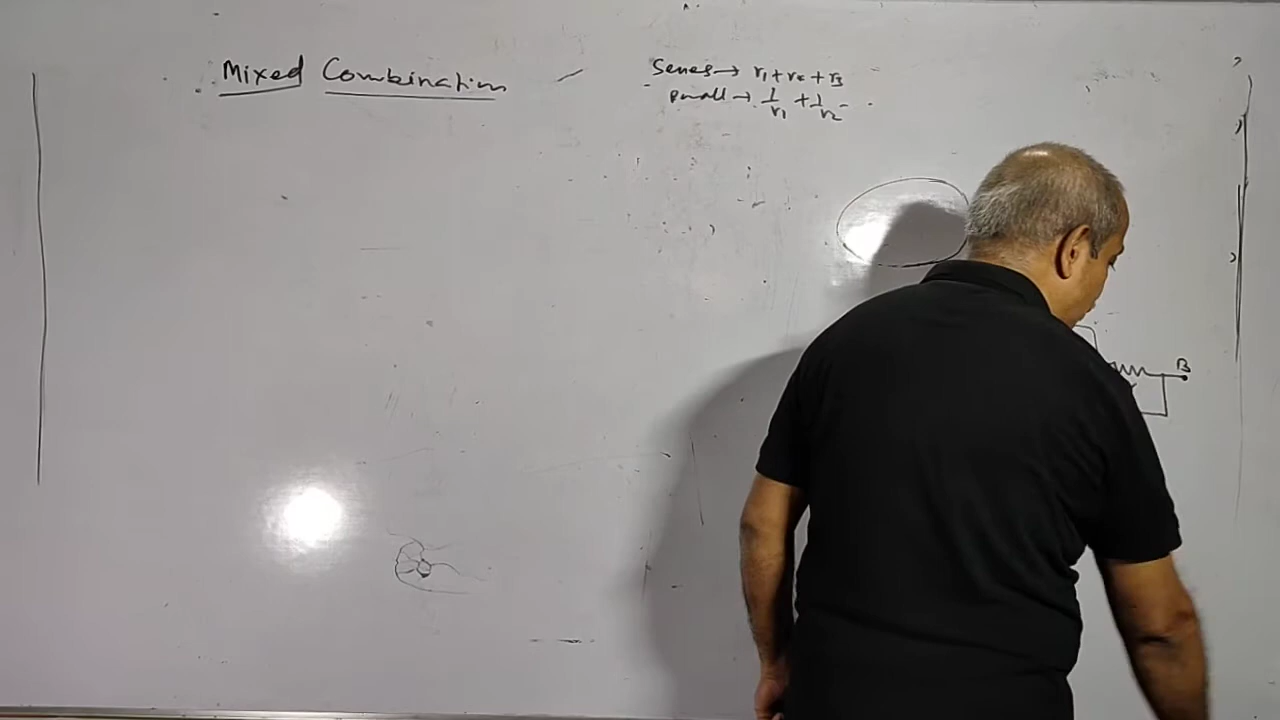 Mixed Combination
Series → r1 + r2 + r3
parall → 1/r1 + 1/r2
B